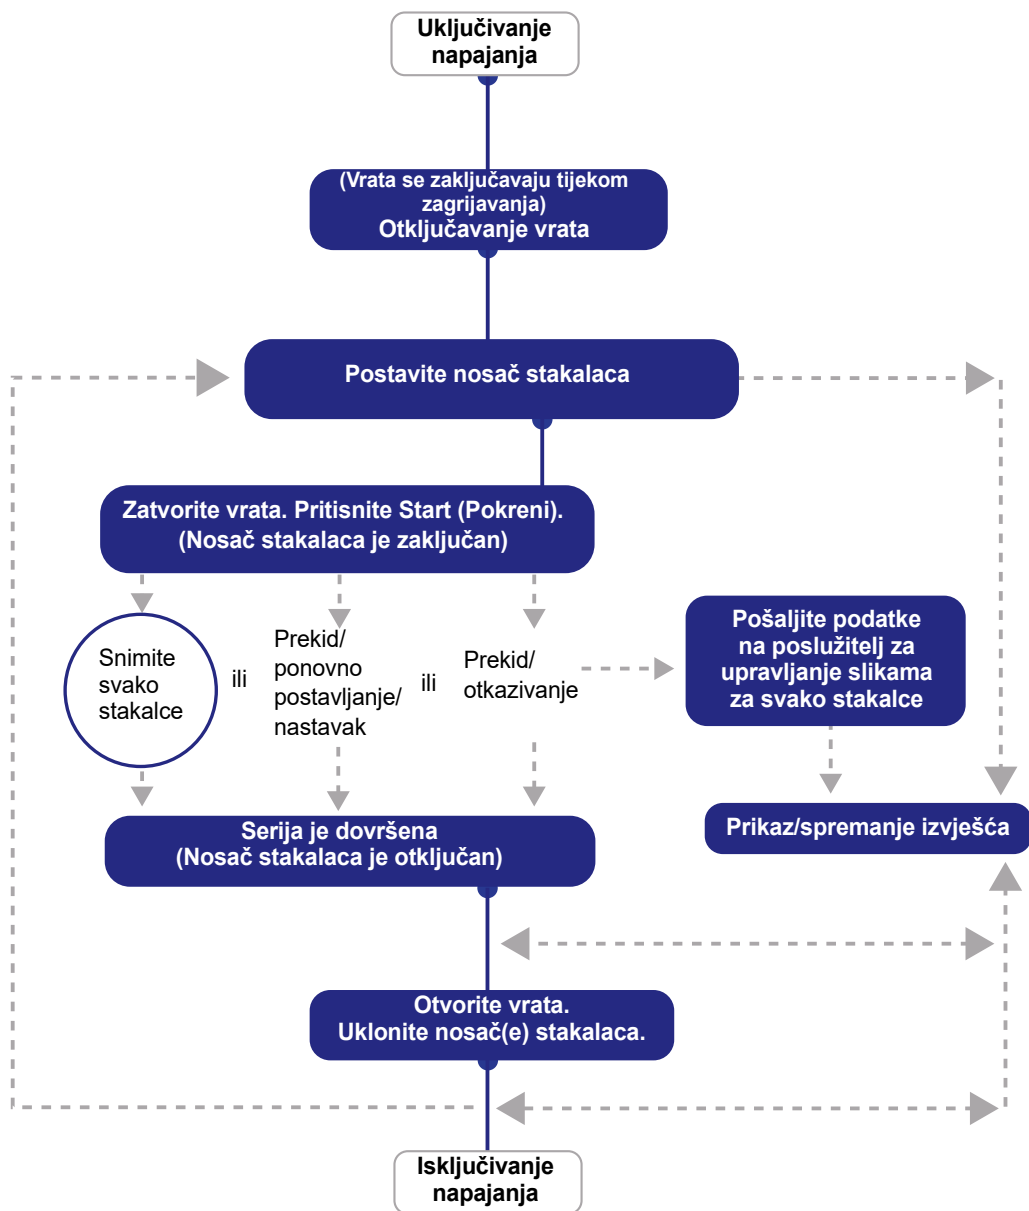 Uključivanje
napajanja
(Vrata se zaključavaju tijekom
zagrijavanja)
Otključavanje vrata
Postavite nosač stakalaca
Zatvorite vrata. Pritisnite Start (Pokreni).
(Nosač stakalaca je zaključan)
Snimite
svako
stakalce
ili
Prekid/
ponovno
postavljanje/
nastavak
ili
Prekid/
otkazivanje
Pošaljite podatke
na poslužitelj za
upravljanje slikama
za svako stakalce
Serija je dovršena
(Nosač stakalaca je otključan)
Prikaz/spremanje izvješća
Otvorite vrata.
Uklonite nosač(e) stakalaca.
Isključivanje
napajanja